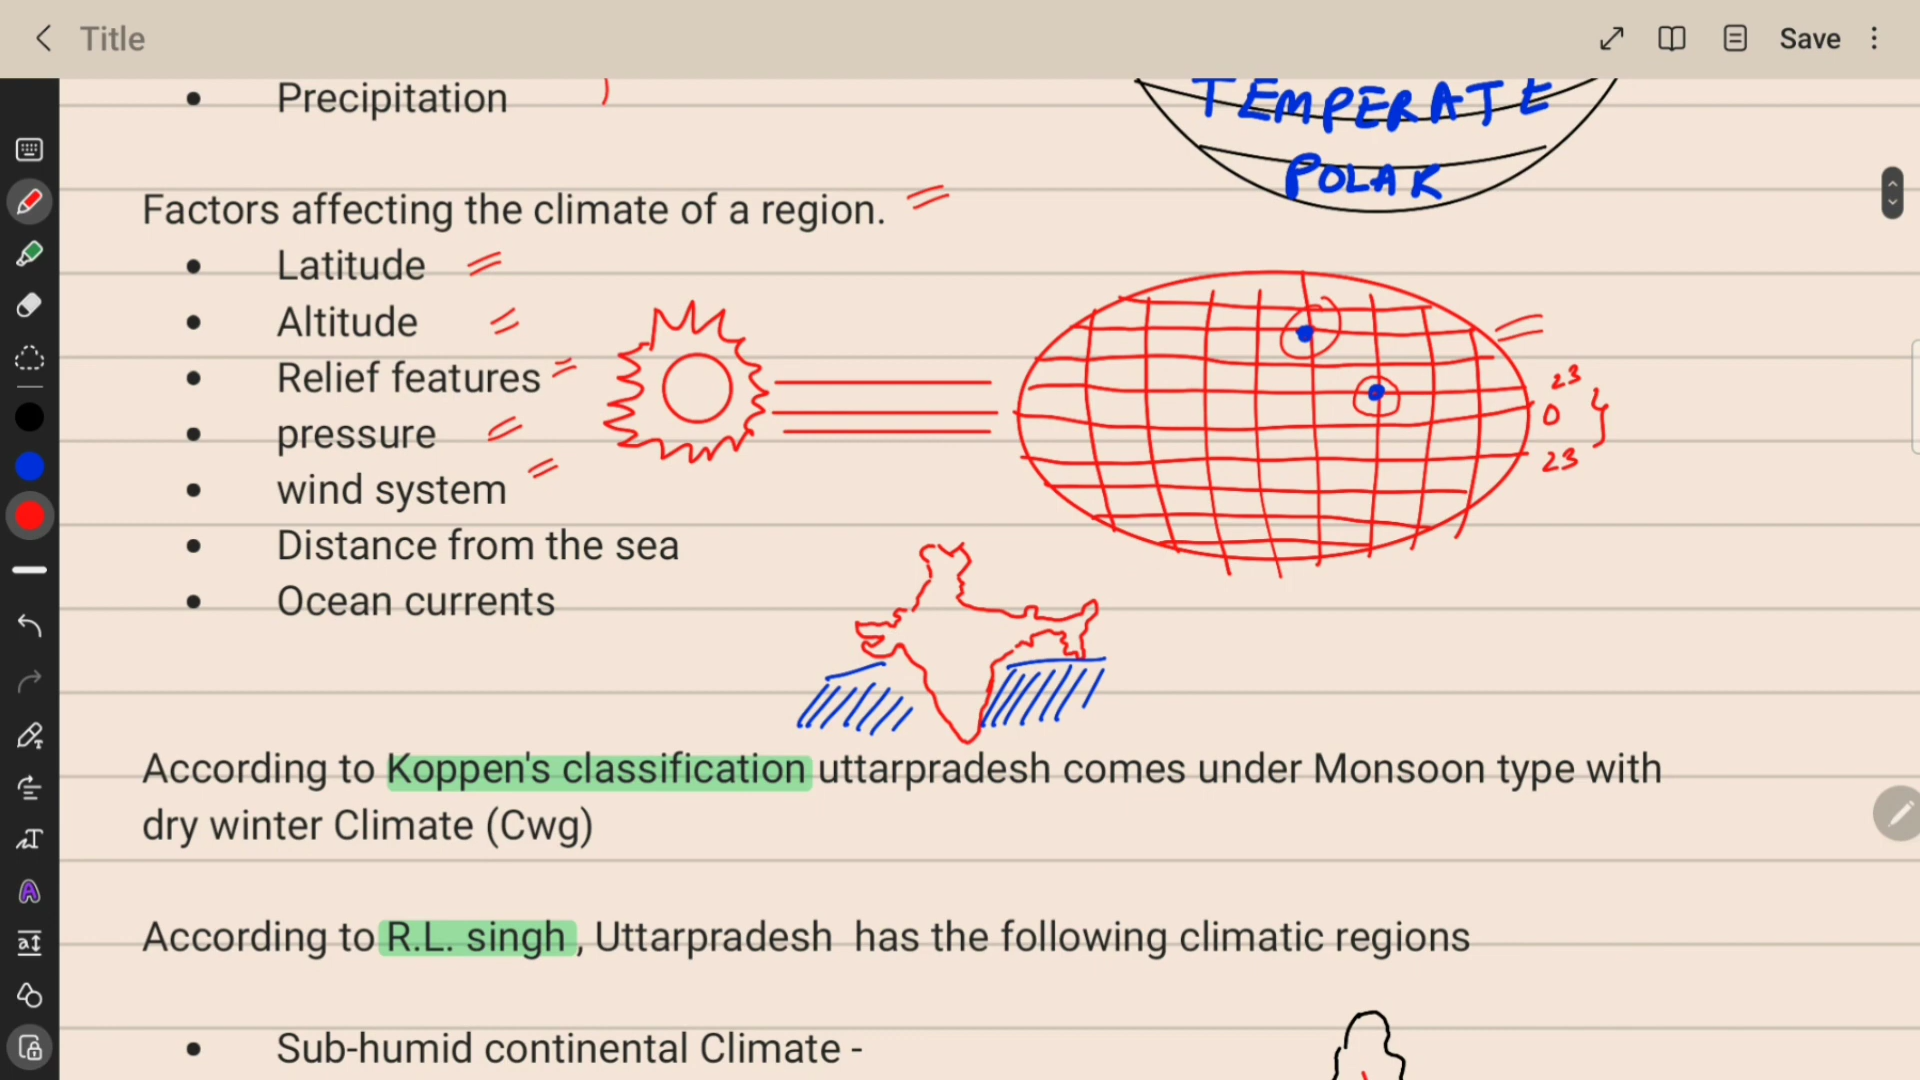 Title
Save
• Precipitation
TEMPERATE
POLAR
Factors affecting the climate of a region.
• Latitude
• Altitude
• Relief features
• pressure
• wind system
• Distance from the sea
• Ocean currents
23
0
23
According to Koppen's classification uttarpradesh comes under Monsoon type with
dry winter Climate (Cwg)
According to R.L. singh , Uttarpradesh has the following climatic regions
• Sub-humid continental Climate -